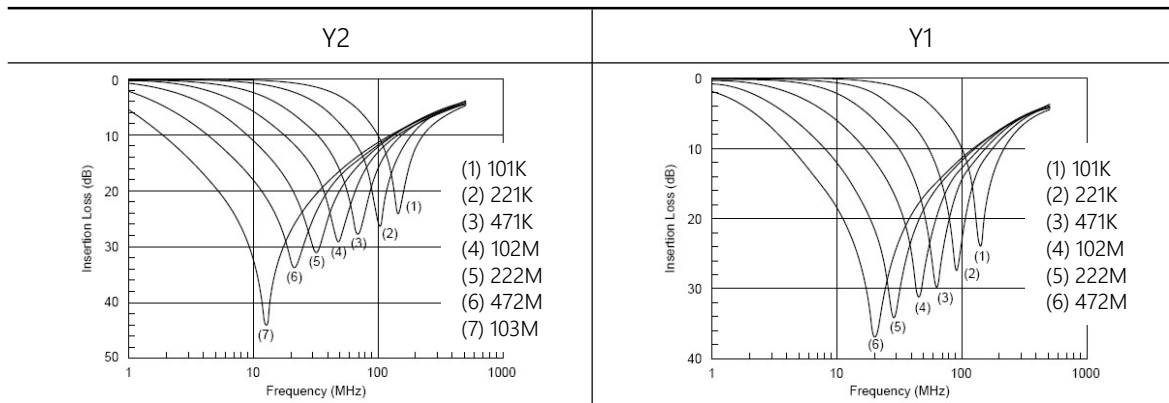 Y2
Y1
Insertion Loss (dB)
0
10
20
30
40
50
1
10
100
1000
Frequency (MHz)
(1)
(2)
(3)
(4)
(5)
(6)
(7)
(1) 101K
(2) 221K
(3) 471K
(4) 102M
(5) 222M
(6) 472M
(7) 103M
Insertion Loss (dB)
0
10
20
30
40
1
10
100
1000
Frequency (MHz)
(1)
(2)
(3)
(4)
(5)
(6)
(1) 101K
(2) 221K
(3) 471K
(4) 102M
(5) 222M
(6) 472M